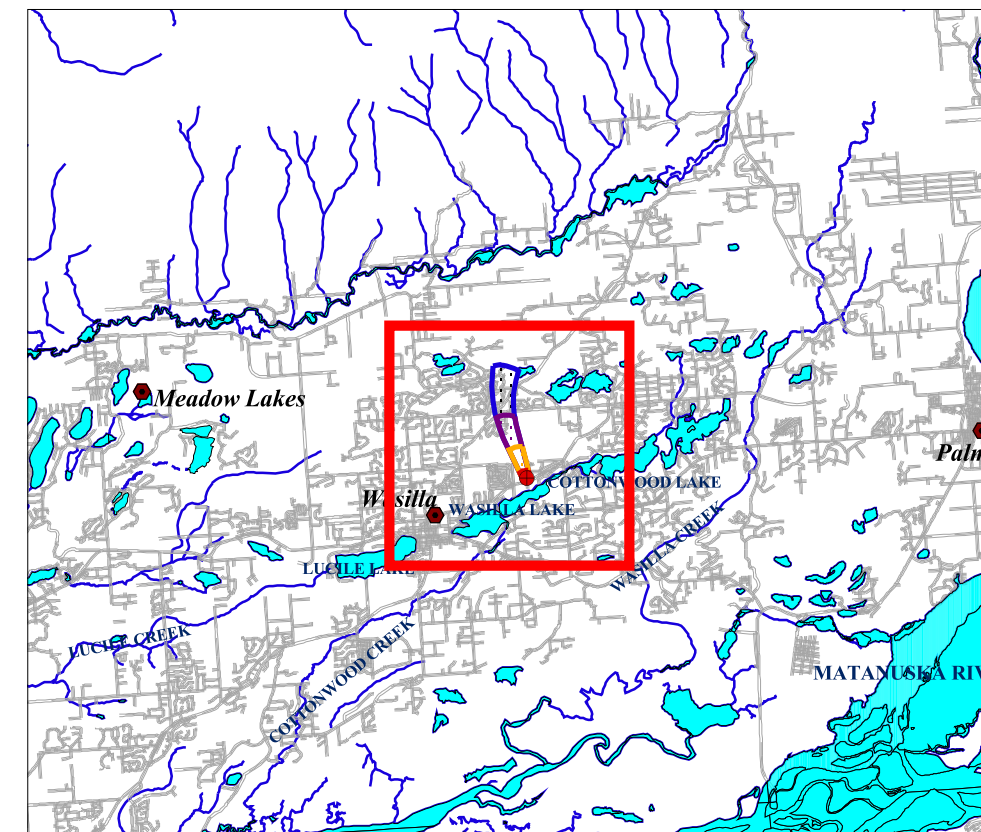 Meadow Lakes
Palm
COTTONWOOD LAKE
Wasilla
WASILLA LAKE
WASILLA CREEK
LUCILE LAKE
LUCILE CREEK
COTTONWOOD CREEK
MATANUSKA RIV